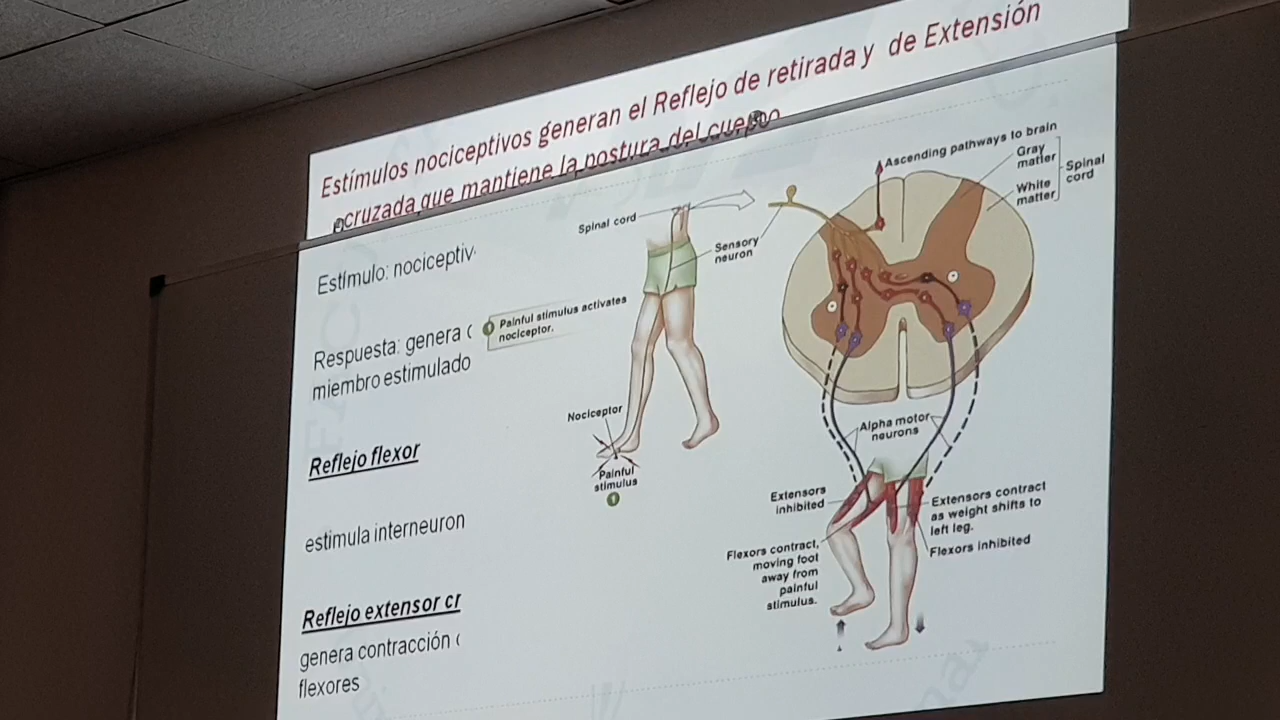 Estímulos nociceptivos generan el Reflejo de retirada y de Extensión
cruzada que mantiene la postura del cuerpo
Estímulo: nociceptiv
Respuesta: genera c
miembro estimulado
Reflejo flexor
estimula interneuron
Reflejo extensor cr
genera contracción c
flexores
Spinal cord
Sensory
neuron
1 Painful stimulus activates
nociceptor.
Nociceptor
Painful
stimulus
1
Ascending pathways to brain
Gray
matter
White
matter
Spinal
cord
Alpha motor
neurons
Extensors
inhibited
Extensors contract
as weight shifts to
left leg.
Flexors inhibited
Flexors contract,
moving foot
away from
painful
stimulus.